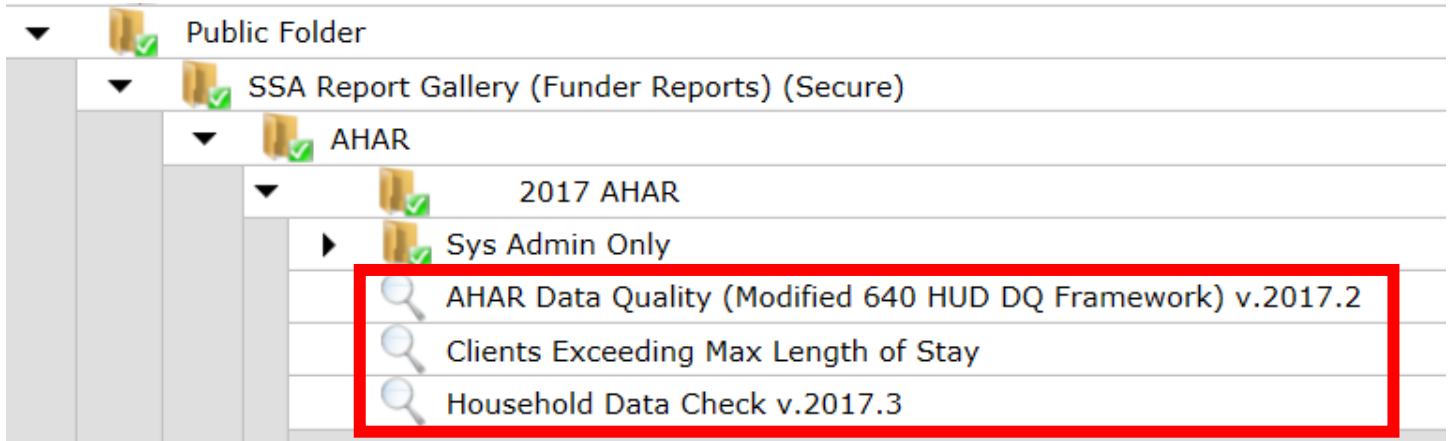 Public Folder
SSA Report Gallery (Funder Reports) (Secure)
AHAR
2017 AHAR
Sys Admin Only
AHAR Data Quality (Modified 640 HUD DQ Framework) v.2017.2
Clients Exceeding Max Length of Stay
Household Data Check v.2017.3